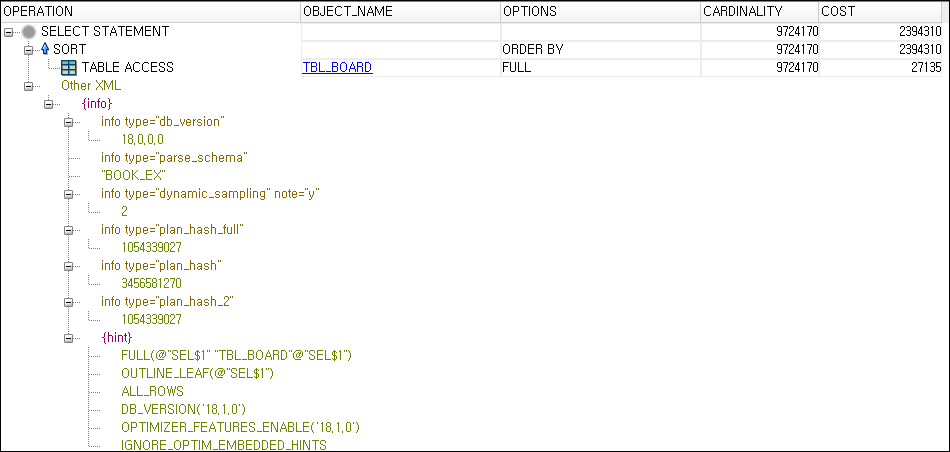 OPERATION OBJECT_NAME OPTIONS CARDINALITY COST
SELECT STATEMENT 9724170 2394310
SORT ORDER BY 9724170 2394310
TABLE ACCESS TBL_BOARD FULL 9724170 27135
Other XML
{info}
info type="db_version"
18,0,0,0
info type="parse_schema"
"BOOK_EX"
info type="dynamic_sampling" note="y"
2
info type="plan_hash_full"
1054339027
info type="plan_hash"
3456581270
info type="plan_hash_2"
1054339027
{hint}
FULL(@"SEL$1" "TBL_BOARD"@"SEL$1")
OUTLINE_LEAF(@"SEL$1")
ALL_ROWS
DB_VERSION('18,1,0')
OPTIMIZER_FEATURES_ENABLE('18,1,0')
IGNORE_OPTIM_EMBEDDED_HINTS